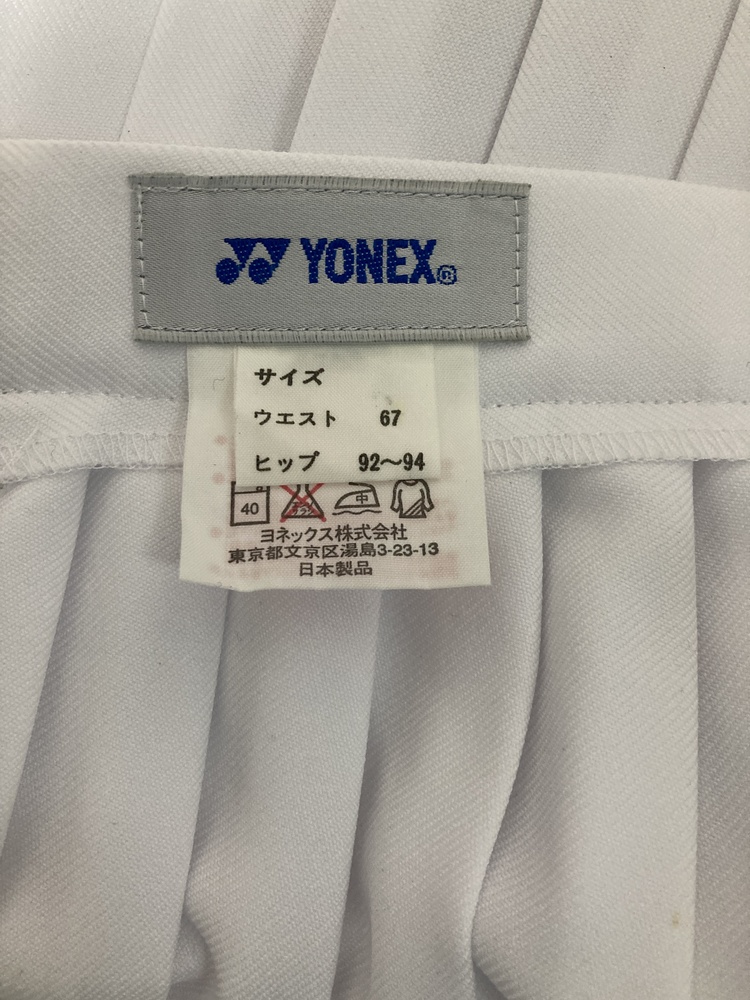 YONEX®
サイズ
ウエスト 67
ヒップ 92～94
40 中
ヨネックス株式会社
東京都文京区湯島3-23-13
日本製品